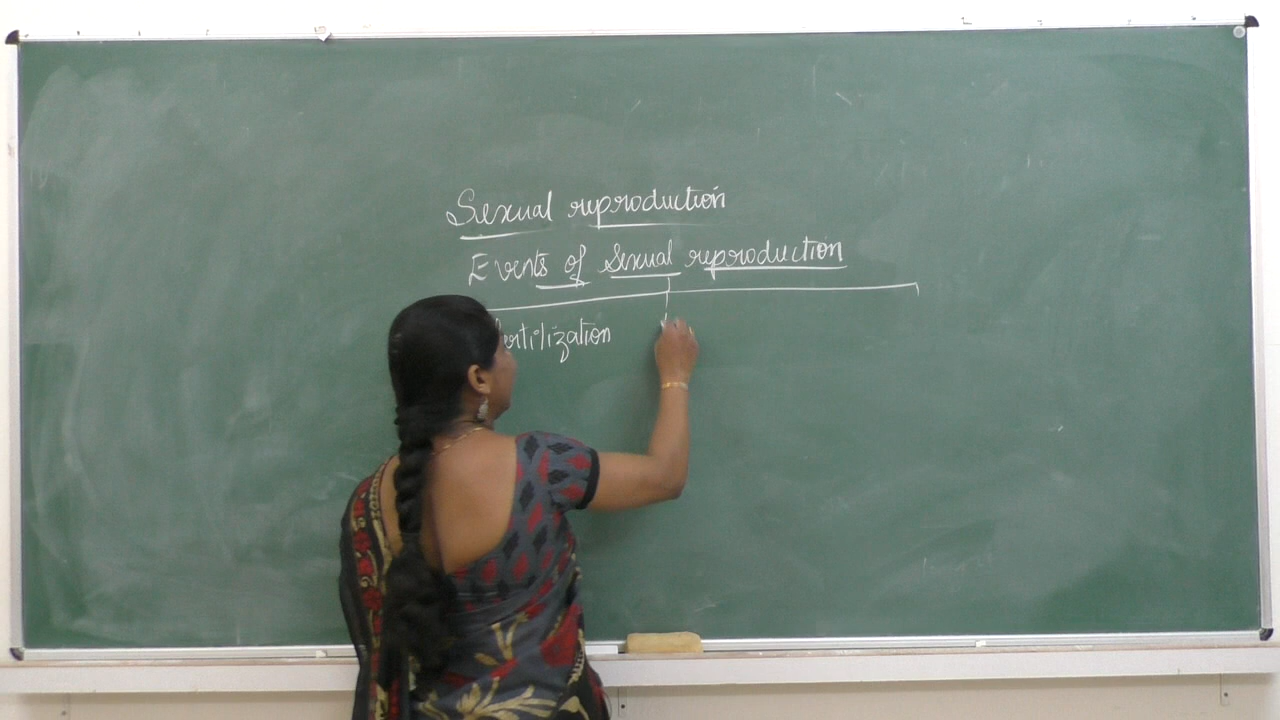 Sexual reproduction
Events of Sexual reproduction
fertilization